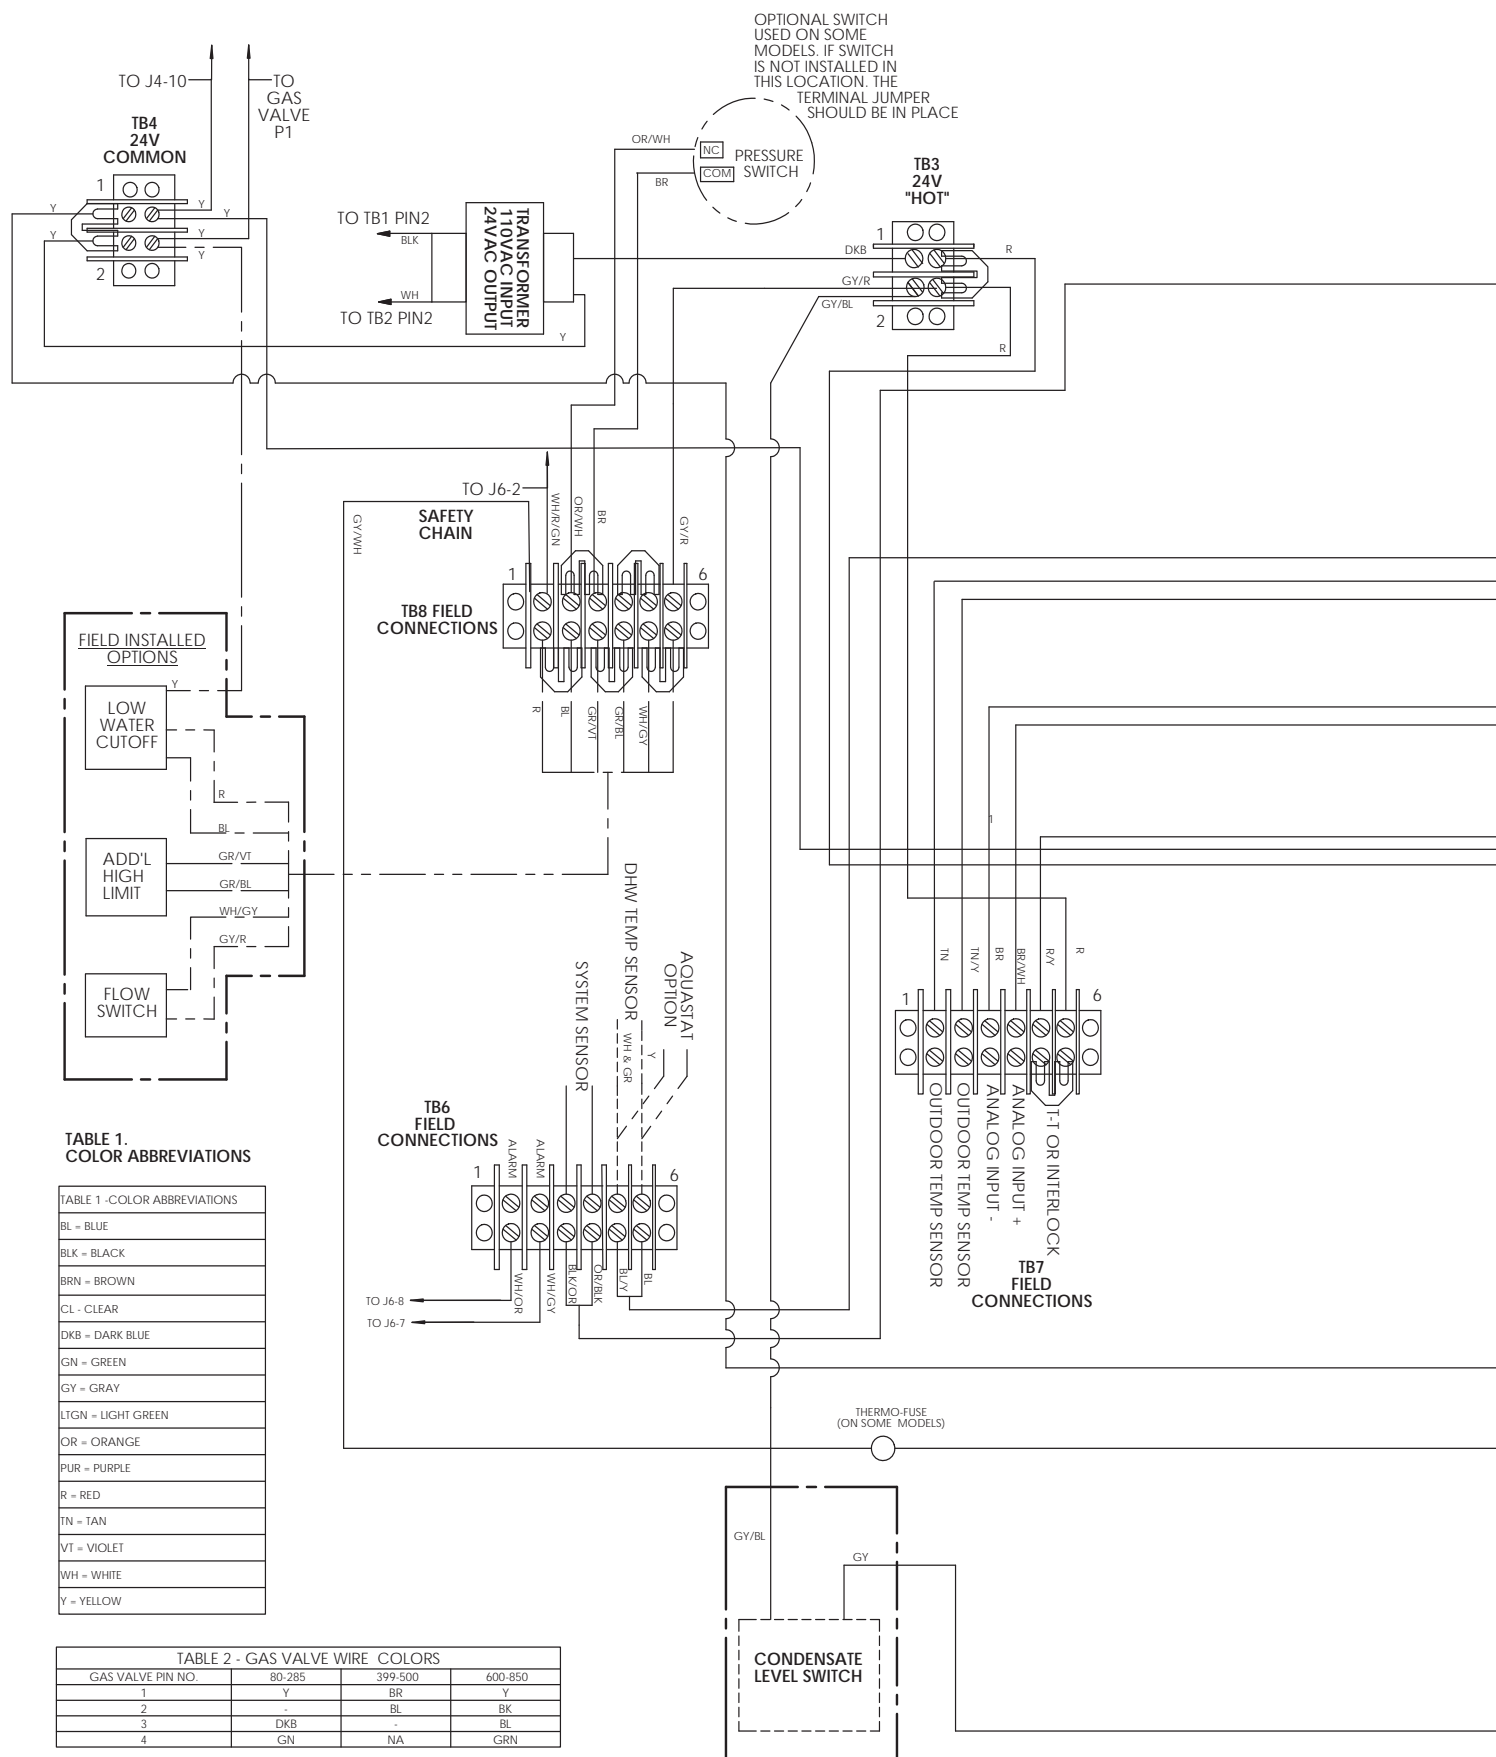 OPTIONAL SWITCH
USED ON SOME
MODELS. IF SWITCH
IS NOT INSTALLED IN
THIS LOCATION. THE
TERMINAL JUMPER
SHOULD BE IN PLACE
TO J4-10
TO
GAS
VALVE
P1
TB4
24V
COMMON
1
2
Y
Y
Y
Y
Y
Y
TO TB1 PIN2
BLK
WH
TO TB2 PIN2
TRANSFORMER
110VAC INPUT
24VAC OUTPUT
Y
OR/WH
BR
NC
COM
PRESSURE
SWITCH
TB3
24V
"HOT"
1
2
DKB
GY/R
GY/BL
R
R
TO J6-2
SAFETY
CHAIN
GY/WH
WH/R/GN
OR/WH
BR
GY/R
1
6
TB8 FIELD
CONNECTIONS
R
BL
GR/VT
GR/BL
WH/GY
FIELD INSTALLED
OPTIONS
Y
LOW
WATER
CUTOFF
R
BL
ADD'L
HIGH
LIMIT
GR/VT
GR/BL
WH/GY
GY/R
FLOW
SWITCH
1
SYSTEM SENSOR
DHW TEMP SENSOR
WH & GR
Y
AQUASTAT
OPTION
TB6
FIELD
CONNECTIONS
ALARM
ALARM
1
6
WH/OR
WH/GY
BLK/OR
OR/BLK
BL/Y
BL
TO J6-8
TO J6-7
TN
TN/Y
BR
BR/WH
R/Y
R
1
6
OUTDOOR TEMP SENSOR
OUTDOOR TEMP SENSOR
ANALOG INPUT -
ANALOG INPUT +
T-T OR INTERLOCK
TB7
FIELD
CONNECTIONS
TABLE 1.
COLOR ABBREVIATIONS
TABLE 1 -COLOR ABBREVIATIONS
BL = BLUE
BLK = BLACK
BRN = BROWN
CL - CLEAR
DKB = DARK BLUE
GN = GREEN
GY = GRAY
LTGN = LIGHT GREEN
OR = ORANGE
PUR = PURPLE
R = RED
TN = TAN
VT = VIOLET
WH = WHITE
Y = YELLOW
THERMO-FUSE
(ON SOME MODELS)
GY/BL
GY
CONDENSATE
LEVEL SWITCH
TABLE 2 - GAS VALVE WIRE COLORS
GAS VALVE PIN NO. 80-285 399-500 600-850
1 Y BR Y
2 - BL BK
3 DKB - BL
4 GN NA GRN